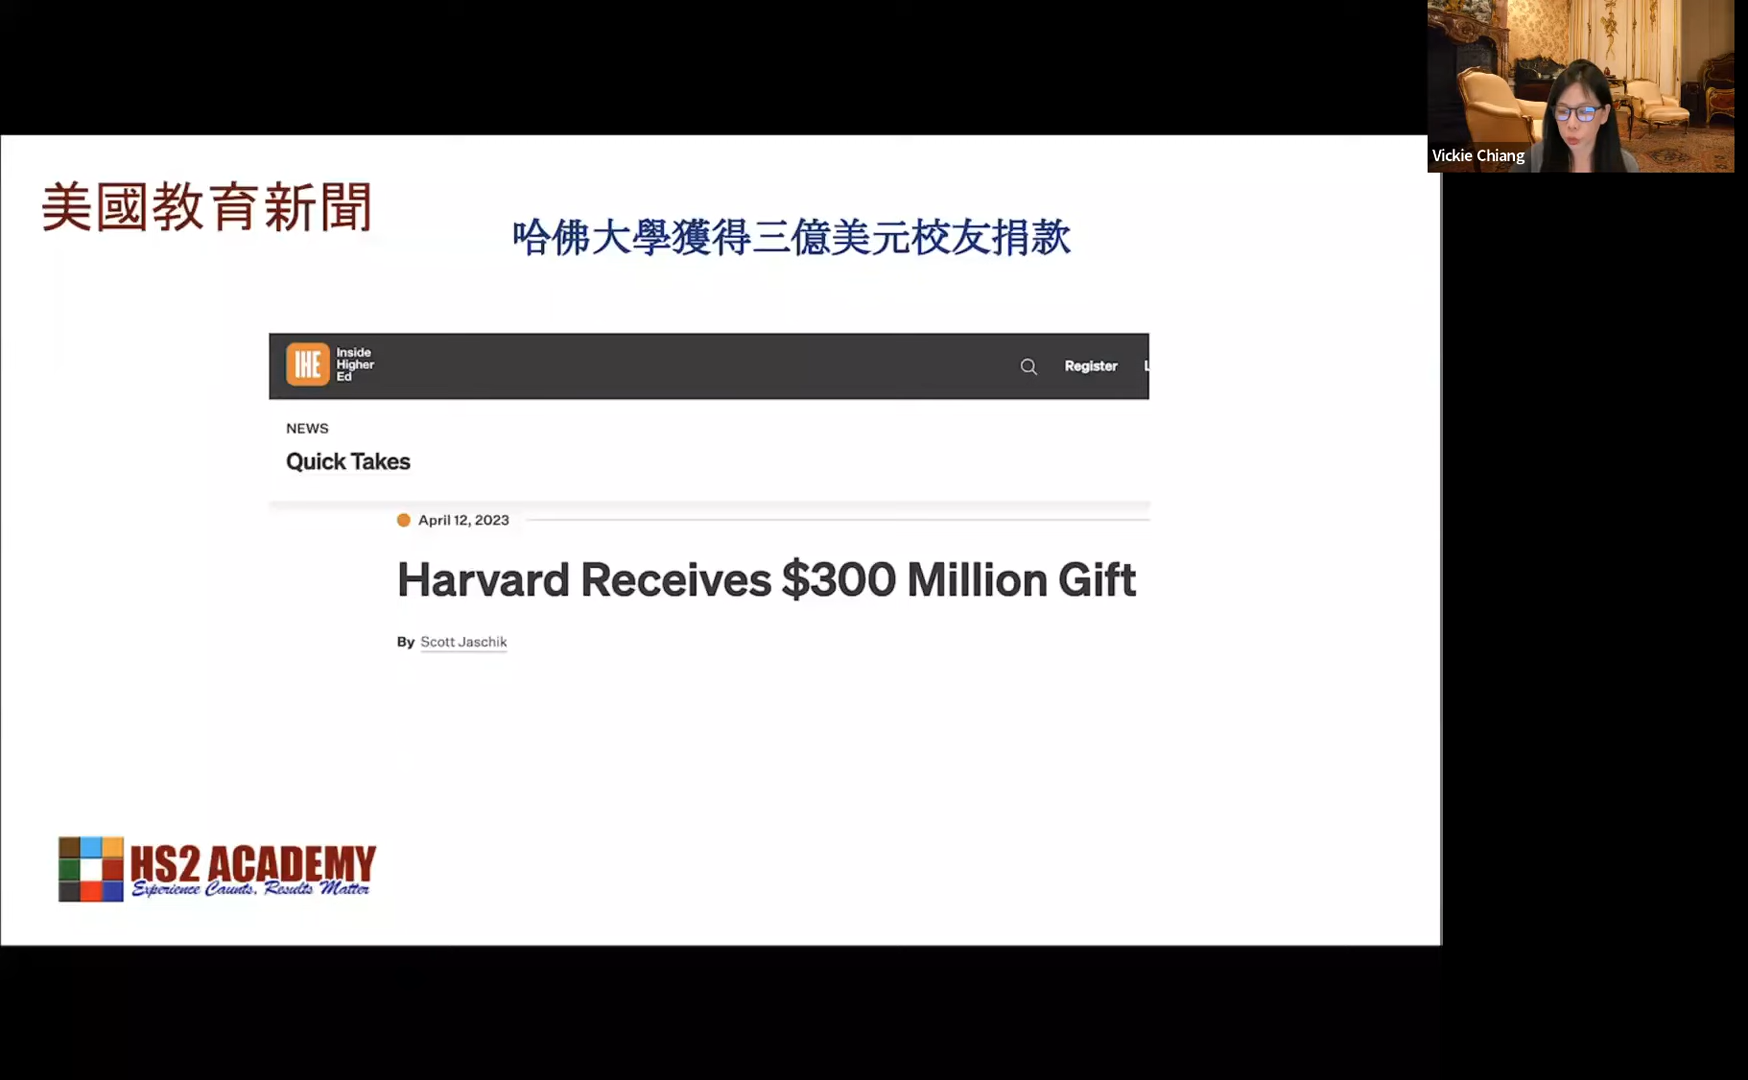 Vickie Chiang
美國教育新聞
哈佛大學獲得三億美元校友捐款
IHE
Inside
Higher
Ed
Register
L
NEWS
Quick Takes
April 12, 2023
Harvard Receives $300 Million Gift
By Scott Jaschik
HS2 ACADEMY
Experience Counts, Results Matter